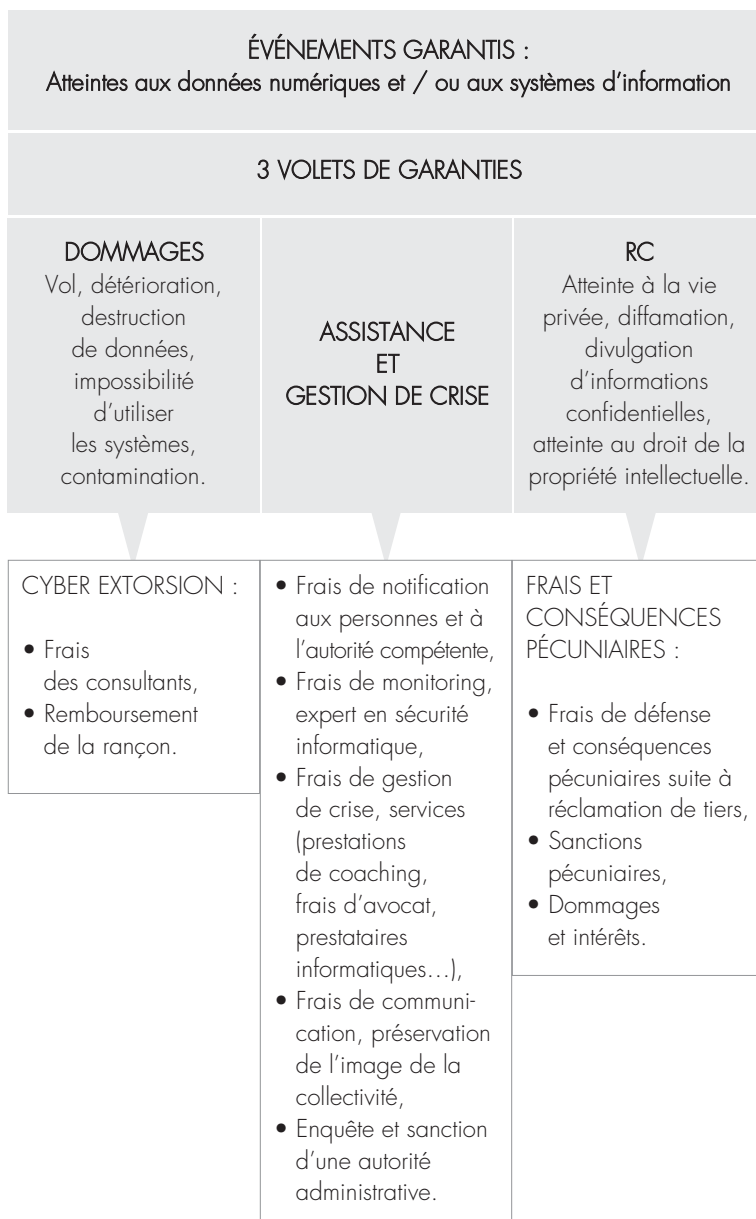 ÉVÉNEMENTS GARANTIS :
Atteintes aux données numériques et / ou aux systèmes d'information
3 VOLETS DE GARANTIES
DOMMAGES
Vol, détérioration,
destruction
de données,
impossibilité
d'utiliser
les systèmes,
contamination.
ASSISTANCE
ET
GESTION DE CRISE
RC
Atteinte à la vie
privée, diffamation,
divulgation
d'informations
confidentielles,
atteinte au droit de la
propriété intellectuelle.
CYBER EXTORSION :
• Frais
des consultants,
• Remboursement
de la rançon.
• Frais de notification
aux personnes et à
l'autorité compétente,
• Frais de monitoring,
expert en sécurité
informatique,
• Frais de gestion
de crise, services
(prestations
de coaching,
frais d'avocat,
prestataires
informatiques…),
• Frais de communi-
cation, préservation
de l'image de la
collectivité,
• Enquête et sanction
d'une autorité
administrative.
FRAIS ET
CONSÉQUENCES
PÉCUNIAIRES :
• Frais de défense
et conséquences
pécuniaires suite à
réclamation de tiers,
• Sanctions
pécuniaires,
• Dommages
et intérêts.